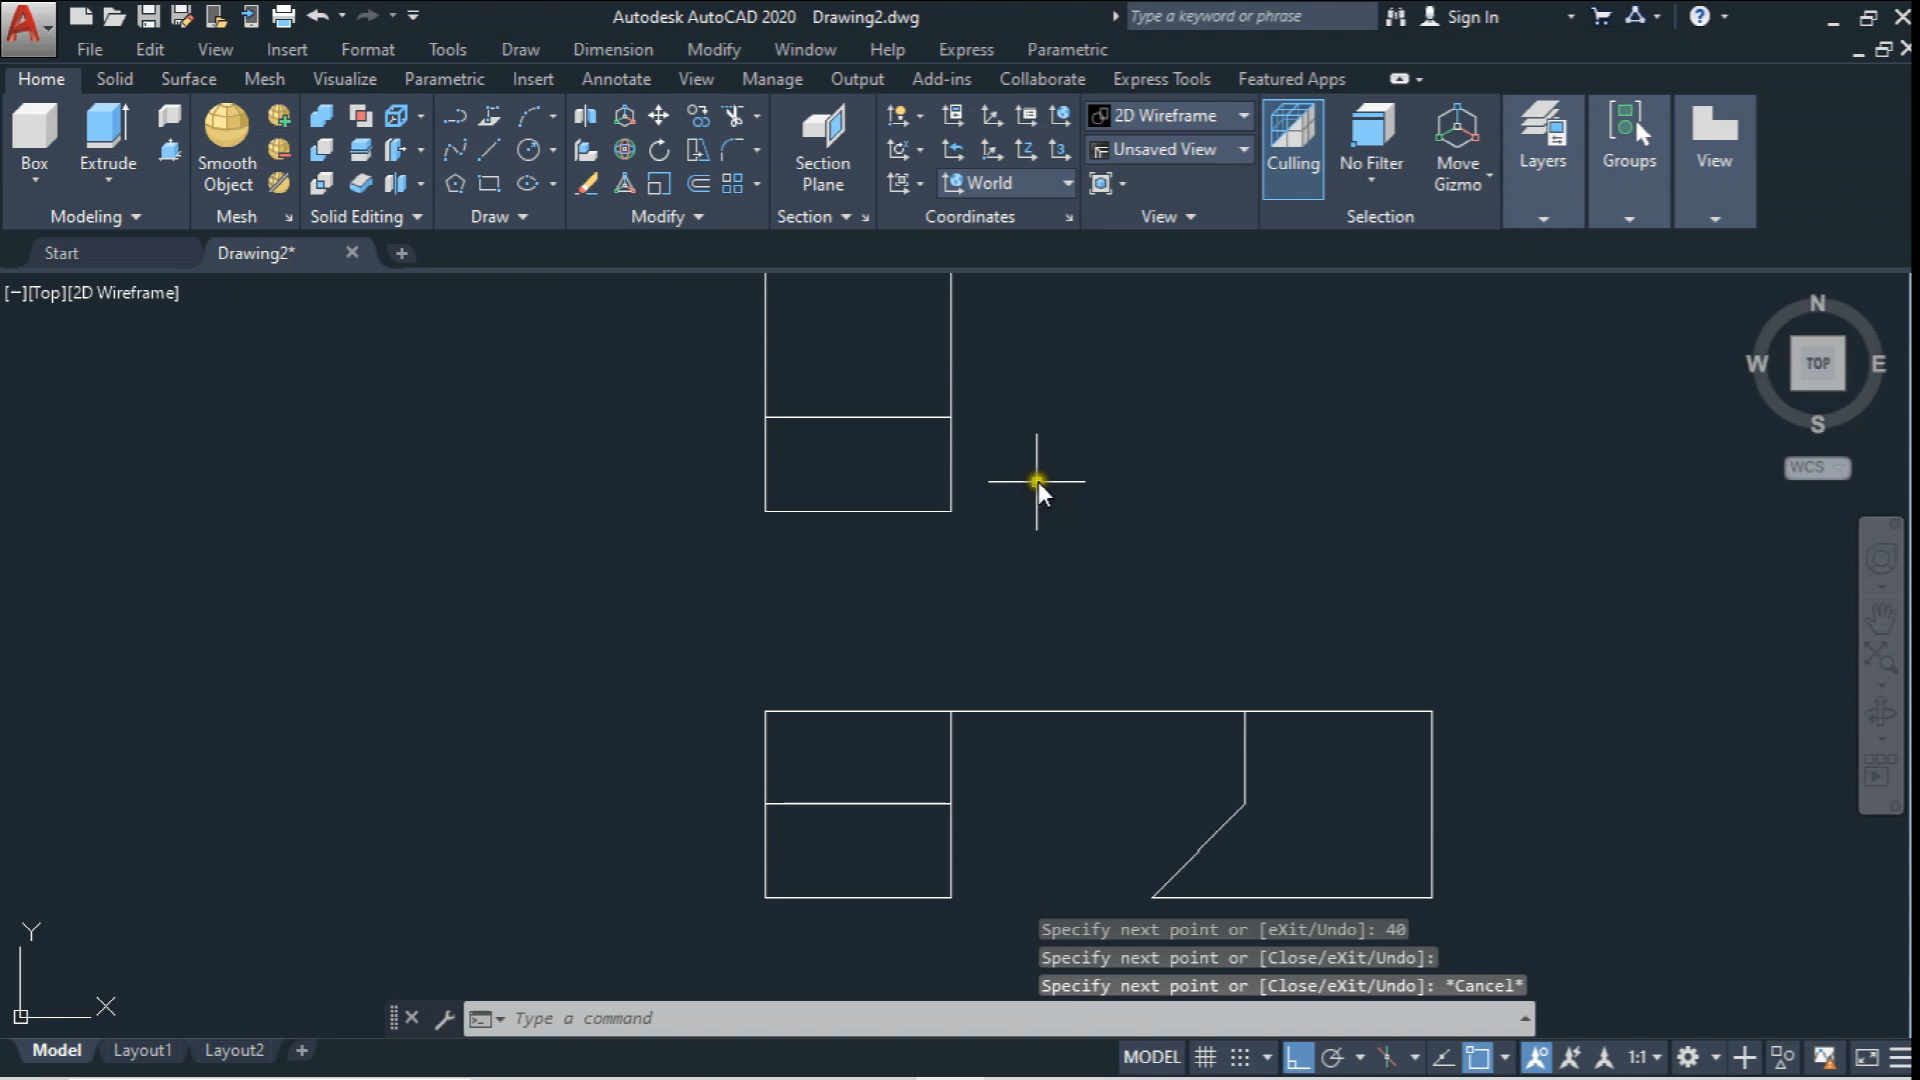 Autodesk AutoCAD 2020 Drawing2.dwg
Type a keyword or phrase
Sign In
File Edit View Insert Format Tools Draw Dimension Modify Window Help Express Parametric
Home Solid Surface Mesh Visualize Parametric Insert Annotate View Manage Output Add-ins Collaborate Express Tools Featured Apps
2D Wireframe
Unsaved View
World
Box Extrude Smooth Object Section Plane Culling No Filter Move Gizmo Layers Groups View
Modeling Mesh Solid Editing Draw Modify Section Coordinates View Selection
Start Drawing2*
[−][Top][2D Wireframe]
N
W TOP E
S
WCS
Y
X
Specify next point or [eXit/Undo]: 40
Specify next point or [Close/eXit/Undo]:
Specify next point or [Close/eXit/Undo]: *Cancel*
Type a command
Model Layout1 Layout2
MODEL 1:1